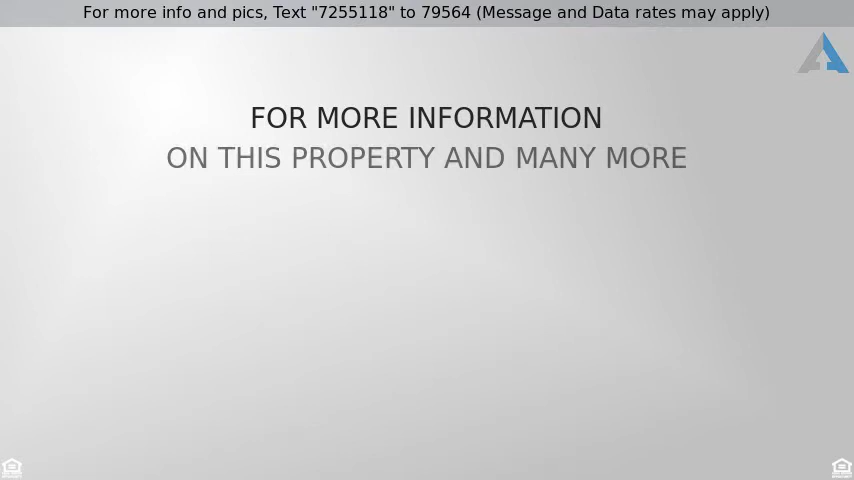 For more info and pics, Text "7255118" to 79564 (Message and Data rates may apply)
FOR MORE INFORMATION
ON THIS PROPERTY AND MANY MORE